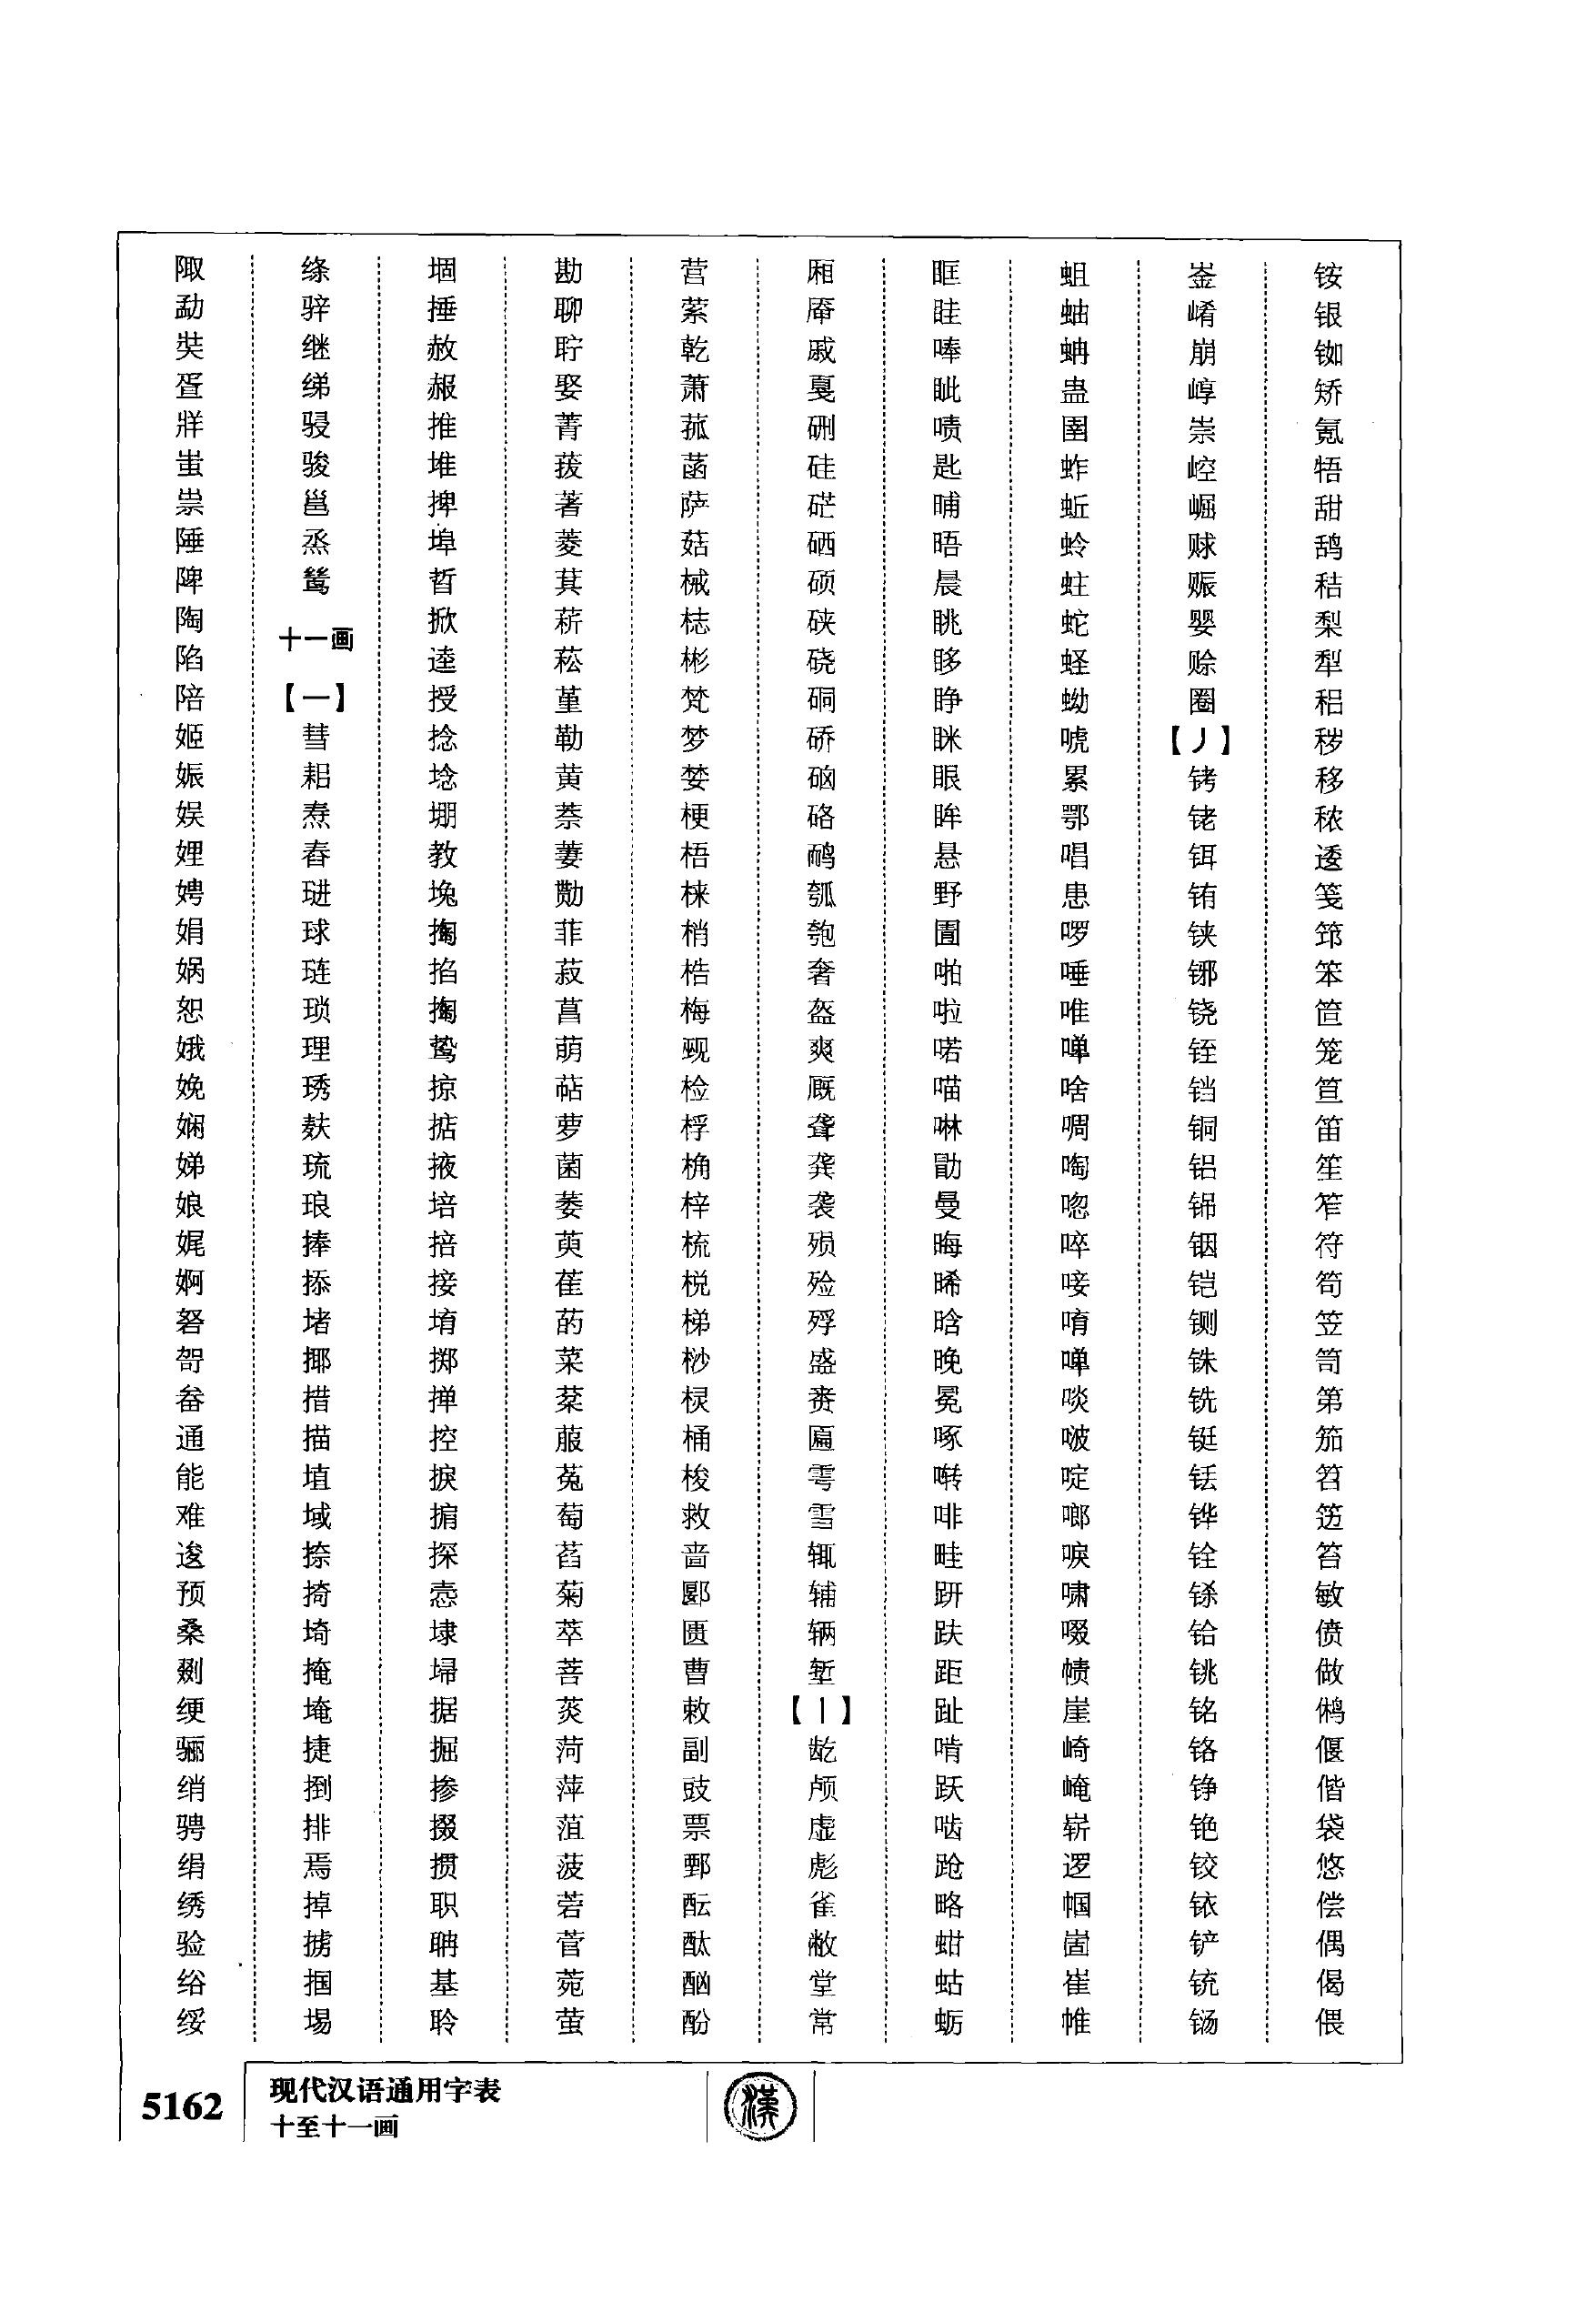 陬勐奘疍牂蚩祟陲陴陶陷陪姬娠娱娌娉娟娲恕娥娩娴娣娘娓婀砮哿畚通能难逡预桑剟绠骊绡骋绢绣验绤绥
绦骍继绨骎骏邕烝鸶
十一画
【一】
彗耜焘舂琎球琏琐理琇麸琉琅捧掭堵揶措描埴域捺掎埼掩埯捷捯排焉掉掳掴埸
堌捶赦赧推堆捭埠晢掀逵授捻埝堋教堍掏掐掬鸷掠掂掖培掊接堉掷掸控捩掮探悫埭埽据掘掺掇掼职聃基聆
勘聊聍娶菁菝著菱萁菥菘堇勒黄萘萋勩菲菽菖萌萜萝菌萎萸萑菂菜棻菔菟萄萏菊萃菩菼菏萍菹菠菪菅菀萤
营萦乾萧菰菡萨菇械梽彬梵梦婪梗梧梾梢梏梅觋检桴桷梓梳棁梯桫棂桶梭救啬郾匮曹敕副豉票鄄酝酞酗酚
厢厣戚戛硎硅硭硒硕硖硗硐硚硇硌鸸瓠匏奢盔爽厩聋龚袭殒殓殍盛赉匾雩雪辄辅辆堑
【丨】
龀颅虚彪雀敝堂常
眶眭唪眦啧匙晡晤晨眺眵睁眯眼眸悬野圊啪啦喏喵啉勖曼晦晞晗晚冕啄啭啡畦趼趺距趾啃跃啮跄略蚶蛄蛎
蛆蚰蚺蛊圉蚱蚯蛉蛀蛇蛏蚴唬累鄂唱患啰唾唯啤啥啁啕唿啐唼唷啴啖啵啶啷唳啸啜帻崖崎崦崭逻帼崮崔帷
崟崤崩崞崇崆崛赇赈婴赊圈
【丿】
铐铑铒铕铗铘铙铚铛铜铝铞铟铠铡铢铣铤铥铧铨铩铪铫铭铬铮铯铰铱铲铳铴
铵银铷矫氪牾甜鸹秸梨犁稆秽移秾逶笺筇笨笸笼笪笛笙笮符笱笠笥第笳笤笾笞敏偾做鸺偃偕袋悠偿偶偈偎
5162
现代汉语通用字表
十至十一画
漢